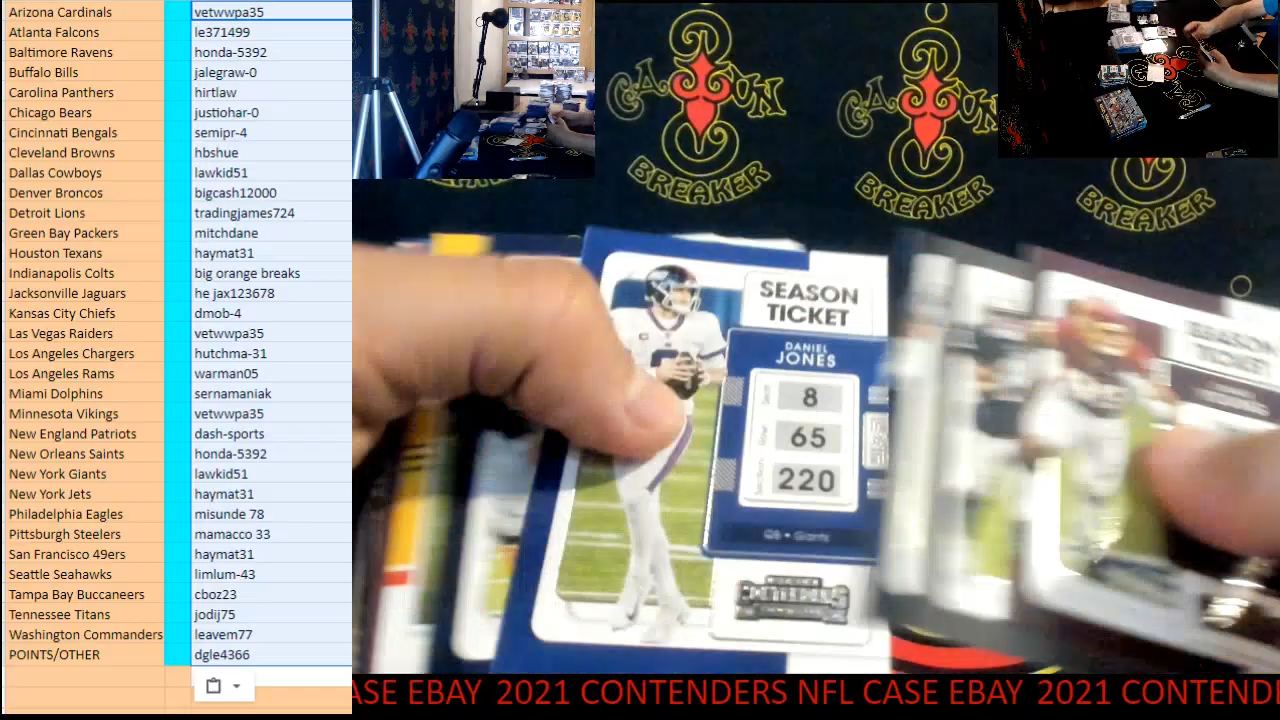 Arizona Cardinals vetwwpa35
Atlanta Falcons le371499
Baltimore Ravens honda-5392
Buffalo Bills jalegraw-0
Carolina Panthers hirtlaw
Chicago Bears justiohar-0
Cincinnati Bengals semipr-4
Cleveland Browns hbshue
Dallas Cowboys lawkid51
Denver Broncos bigcash12000
Detroit Lions tradingjames724
Green Bay Packers mitchdane
Houston Texans haymat31
Indianapolis Colts big orange breaks
Jacksonville Jaguars he jax123678
Kansas City Chiefs dmob-4
Las Vegas Raiders vetwwpa35
Los Angeles Chargers hutchma-31
Los Angeles Rams warman05
Miami Dolphins sernamaniak
Minnesota Vikings vetwwpa35
New England Patriots dash-sports
New Orleans Saints honda-5392
New York Giants lawkid51
New York Jets haymat31
Philadelphia Eagles misunde 78
Pittsburgh Steelers mamacco 33
San Francisco 49ers haymat31
Seattle Seahawks limlum-43
Tampa Bay Buccaneers cboz23
Tennessee Titans jodij75
Washington Commanders leavem77
POINTS/OTHER dgle4366
CAJUN
BREAKER
CA
BREAKER
BREAKER
SEASON
TICKET
DANIEL
JONES
8
Row 65
Section 220
QB • Giants
CONTENDERS
ASE EBAY 2021 CONTENDERS NFL CASE EBAY 2021 CONTEND